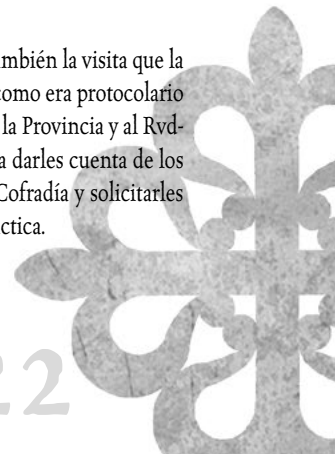 mbién la visita que la
como era protocolario
la Provincia y al Rvd-
a darles cuenta de los
Cofradía y solicitarles
ctica.
22